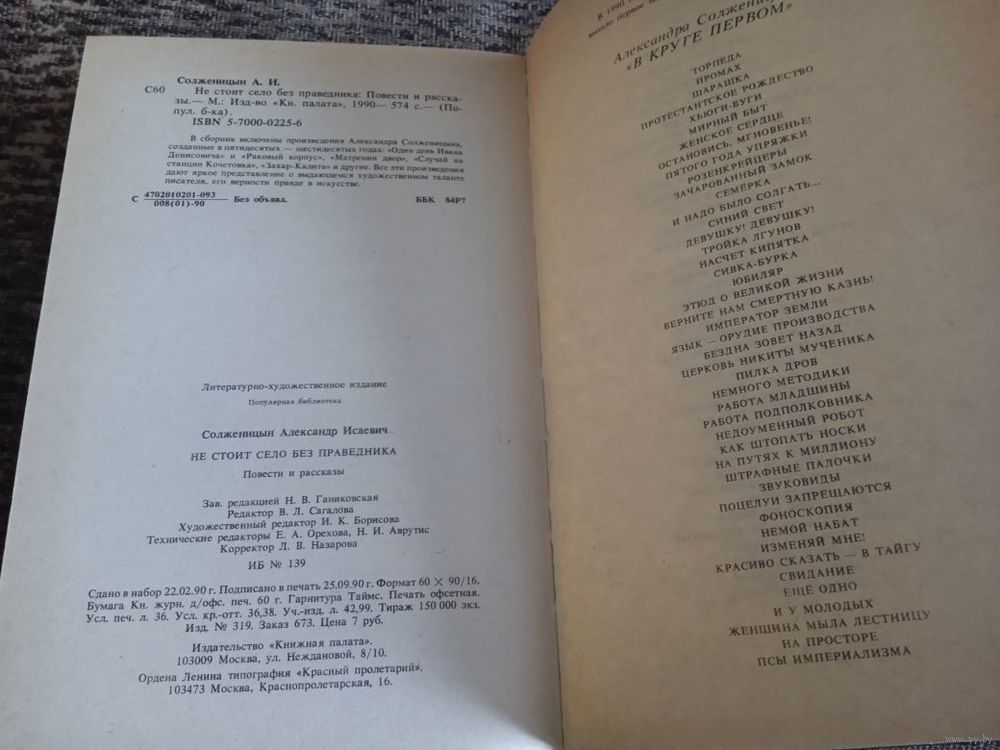 Солженицын А. И.
С60
Не стоит село без праведника: Повести и расска-
зы.— М.: Изд-во «Кн. палата», 1990.— 574 с.— (По-
пул. б-ка).
ISBN 5-7000-0225-6
В сборник включены произведения Александра Солженицына,
созданные в пятидесятых — шестидесятых годах: «Один день Ивана
Денисовича» и «Раковый корпус», «Матренин двор», «Случай на
станции Кочетовка», «Захар-Калита» и другие. Все эти произведения
дают яркое представление о выдающемся художественном таланте
писателя, его верности правде в искусстве.
С 4702010201-093 Без объявл. ББК 84Р7
008(01)-90
Литературно-художественное издание
Популярная библиотека
Солженицын Александр Исаевич
НЕ СТОИТ СЕЛО БЕЗ ПРАВЕДНИКА
Повести и рассказы
Зав. редакцией Н. В. Ганиковская
Редактор В. Л. Сагалова
Художественный редактор И. К. Борисова
Технические редакторы Е. А. Орехова, Н. И. Аврутис
Корректор Л. В. Назарова
ИБ № 139
Сдано в набор 22.02.90 г. Подписано в печать 25.09.90 г. Формат 60 × 90/16.
Бумага Кн. журн. д/офс. печ. 60 г. Гарнитура Таймс. Печать офсетная.
Усл. печ. л. 36. Усл. кр.-отт. 36,38. Уч.-изд. л. 42,99. Тираж 150 000 экз.
Изд. № 319. Заказ 673. Цена 7 руб.
Издательство «Книжная палата».
103009 Москва, ул. Неждановой, 8/10.
Ордена Ленина типография «Красный пролетарий».
103473 Москва, Краснопролетарская, 16.
В 1990
вышло первое
Александра
«В КРУГЕ ПЕРВОМ»
ТОРПЕДА
ПРОМАХ
ШАРАШКА
ПРОТЕСТАНТСКОЕ РОЖДЕСТВО
ХЬЮГИ-БУГИ
МИРНЫЙ БЫТ
ЖЕНСКОЕ СЕРДЦЕ
ОСТАНОВИСЬ, МГНОВЕНЬЕ!
ПЯТОГО ГОДА УПРЯЖКИ
РОЗЕНКРЕЙЦЕРЫ
ЗАЧАРОВАННЫЙ ЗАМОК
СЕМЁРКА
И НАДО БЫЛО СОЛГАТЬ...
СИНИЙ СВЕТ
ДЕВУШКУ! ДЕВУШКУ!
ТРОЙКА ЛГУНОВ
НАСЧЕТ КИПЯТКА
СИВКА-БУРКА
ЮБИЛЯР
ЭТЮД О ВЕЛИКОЙ ЖИЗНИ
ВЕРНИТЕ НАМ СМЕРТНУЮ КАЗНЬ!
ИМПЕРАТОР ЗЕМЛИ
ЯЗЫК — ОРУДИЕ ПРОИЗВОДСТВА
БЕЗДНА ЗОВЕТ НАЗАД
ЦЕРКОВЬ НИКИТЫ МУЧЕНИКА
ПИЛКА ДРОВ
НЕМНОГО МЕТОДИКИ
РАБОТА МЛАДШИНЫ
РАБОТА ПОДПОЛКОВНИКА
НЕДОУМЕННЫЙ РОБОТ
КАК ШТОПАТЬ НОСКИ
НА ПУТЯХ К МИЛЛИОНУ
ШТРАФНЫЕ ПАЛОЧКИ
ЗВУКОВИДЫ
ПОЦЕЛУИ ЗАПРЕЩАЮТСЯ
ФОНОСКОПИЯ
НЕМОЙ НАБАТ
ИЗМЕНЯЙ МНЕ!
КРАСИВО СКАЗАТЬ — В ТАЙГУ
СВИДАНИЕ
ЕЩЁ ОДНО
И У МОЛОДЫХ
ЖЕНЩИНА МЫЛА ЛЕСТНИЦУ
НА ПРОСТОРЕ
ПСЫ ИМПЕРИАЛИЗМА
www.ay.by